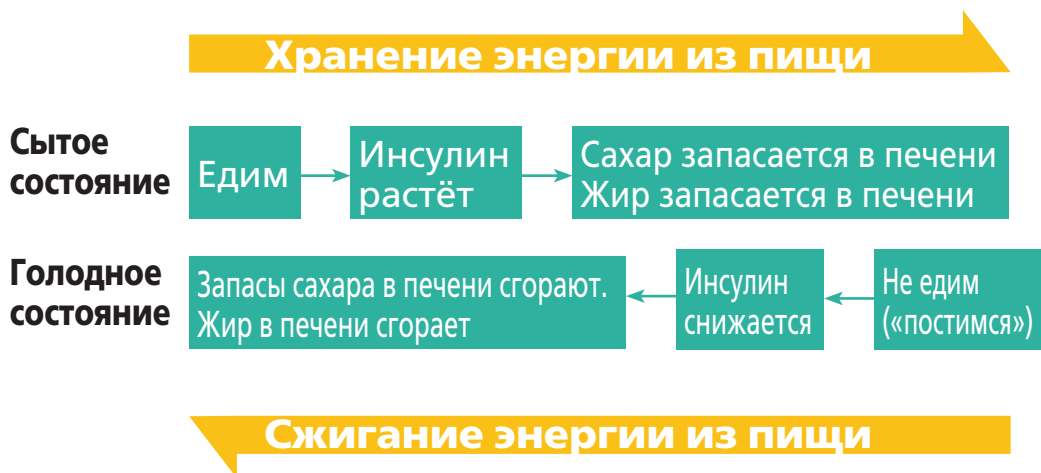 Хранение энергии из пищи
Сытое
состояние
Едим
Инсулин
растёт
Сахар запасается в печени
Жир запасается в печени
Голодное
состояние
Запасы сахара в печени сгорают.
Жир в печени сгорает
Инсулин
снижается
Не едим
(«постимся»)
Сжигание энергии из пищи